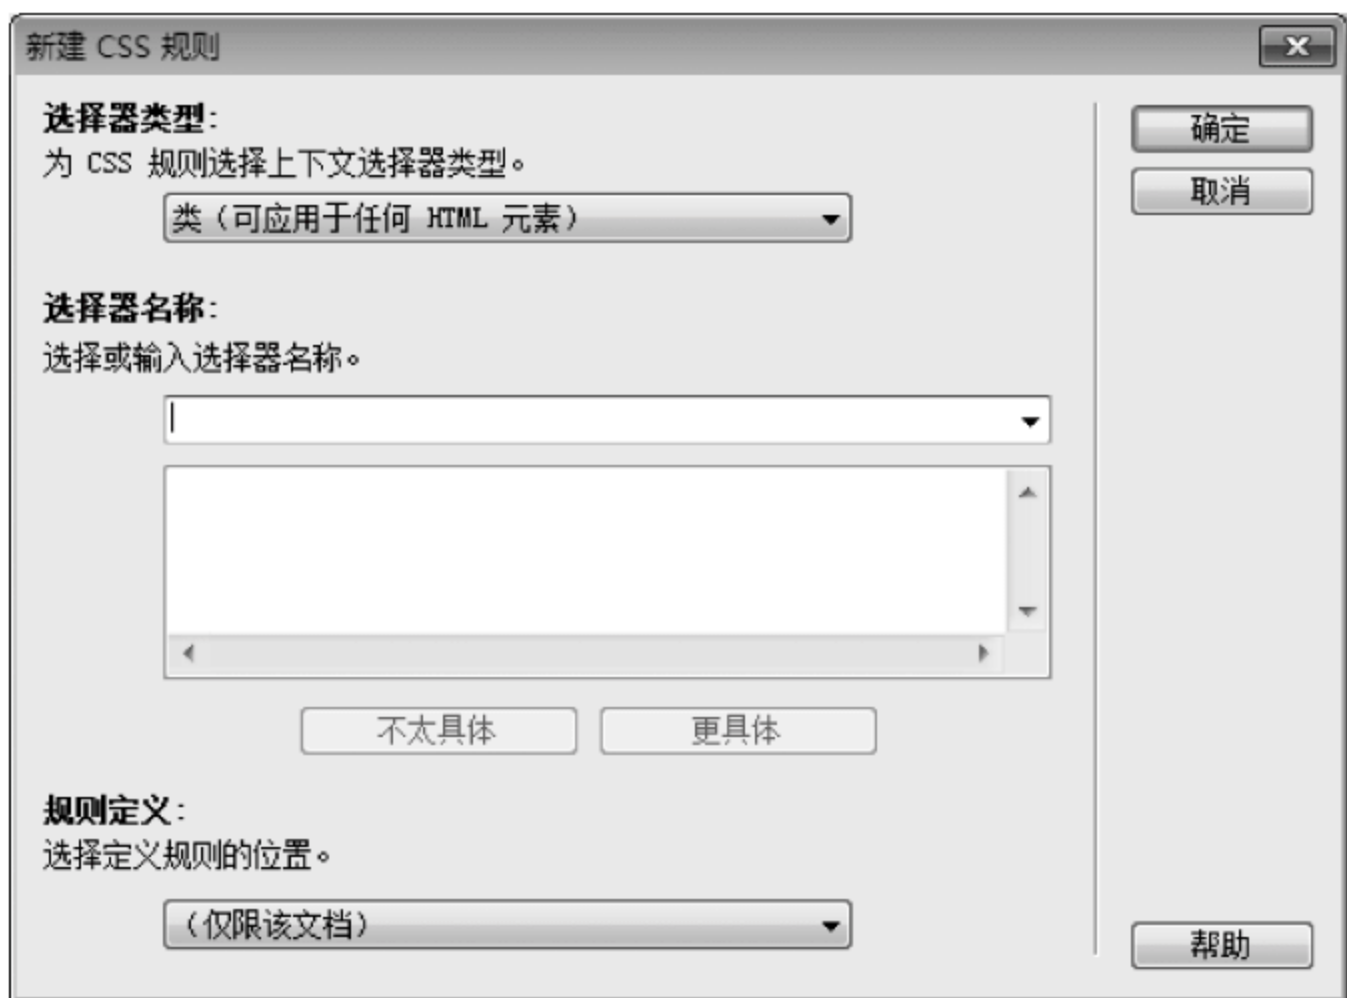 新建 CSS 规则
选择器类型：
为 CSS 规则选择上下文选择器类型。
类（可应用于任何 HTML 元素）
选择器名称：
选择或输入选择器名称。
不太具体
更具体
规则定义：
选择定义规则的位置。
（仅限该文档）
确定
取消
帮助